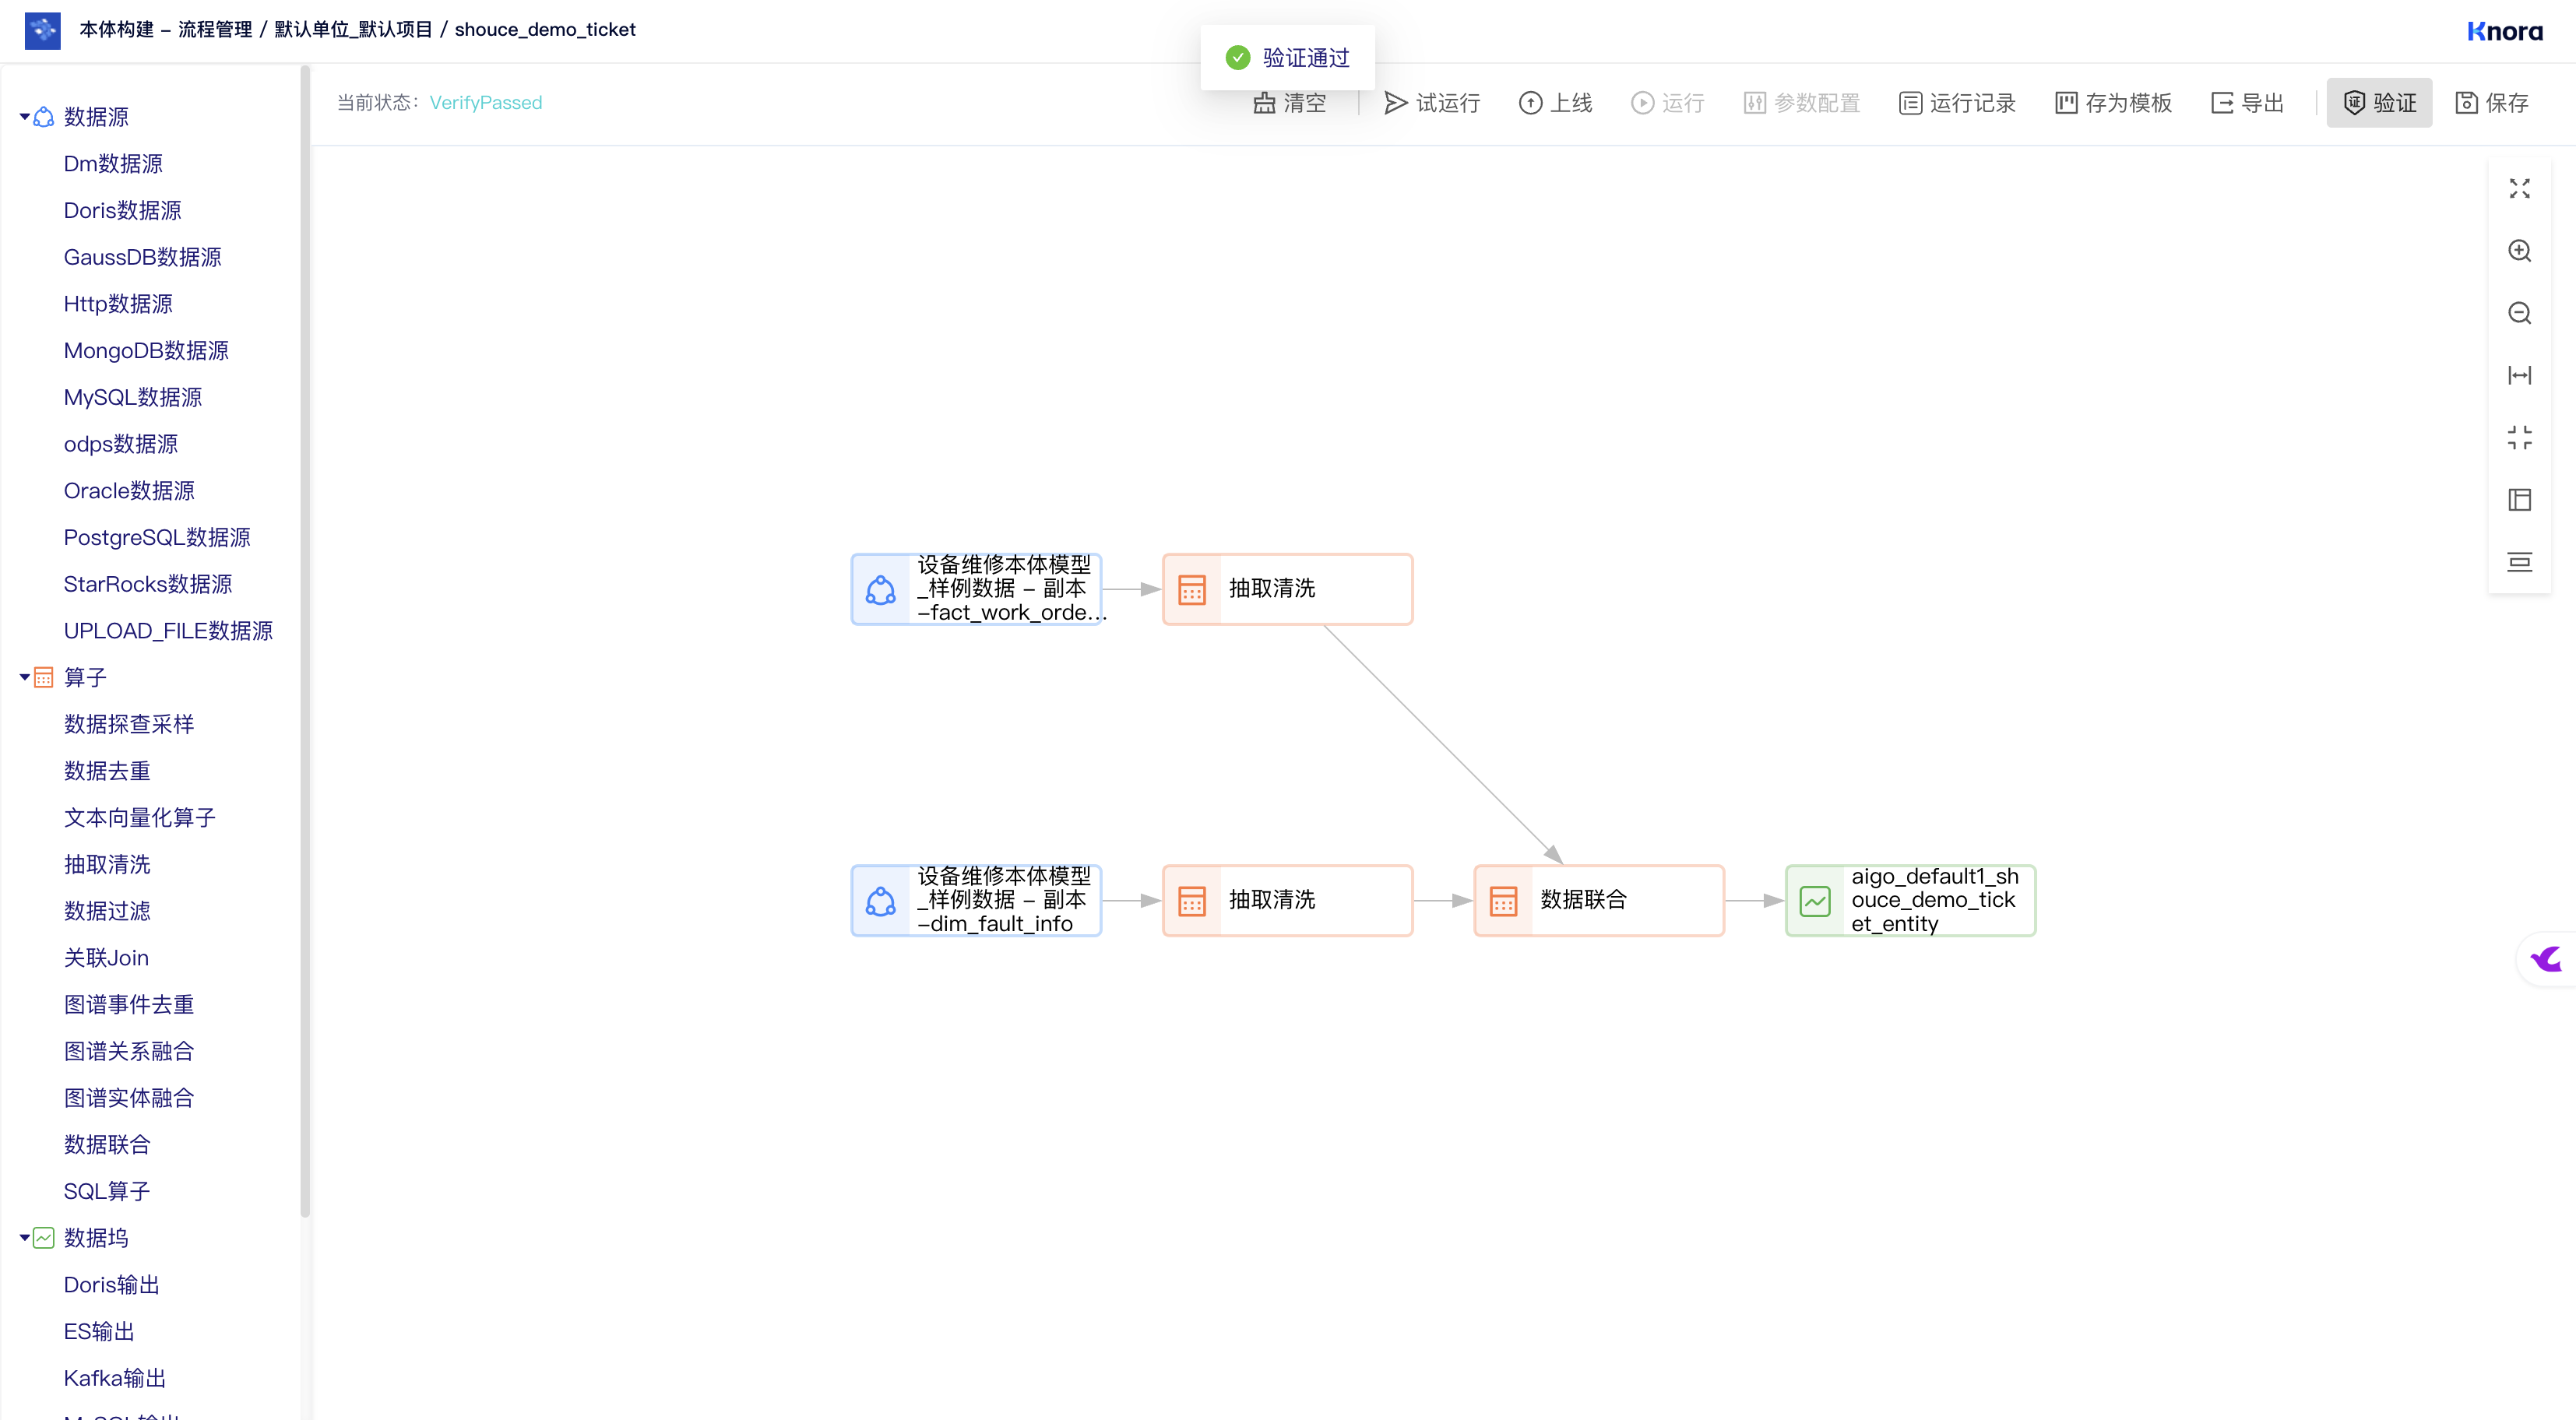 本体构建 – 流程管理 / 默认单位_默认项目 / shouce_demo_ticket
验证通过
Knora
当前状态: VerifyPassed
清空
试运行
上线
运行
参数配置
运行记录
存为模板
导出
验证
保存
数据源
Dm数据源
Doris数据源
GaussDB数据源
Http数据源
MongoDB数据源
MySQL数据源
odps数据源
Oracle数据源
PostgreSQL数据源
StarRocks数据源
UPLOAD_FILE数据源
算子
数据探查采样
数据去重
文本向量化算子
抽取清洗
数据过滤
关联Join
图谱事件去重
图谱关系融合
图谱实体融合
数据联合
SQL算子
数据坞
Doris输出
ES输出
Kafka输出
设备维修本体模型
_样例数据 – 副本
–fact_work_orde...
抽取清洗
设备维修本体模型
_样例数据 – 副本
–dim_fault_info
抽取清洗
数据联合
aigo_default1_sh
ouce_demo_tick
et_entity